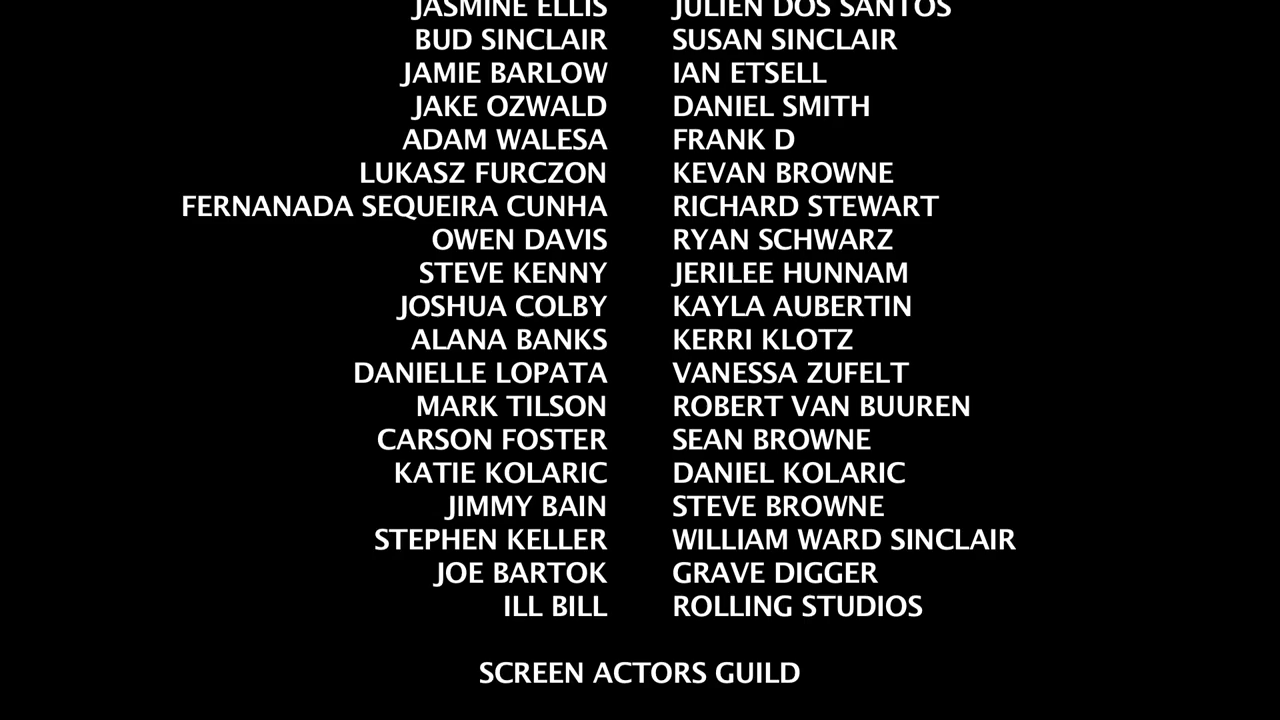 JASMINE ELLIS JULIEN DOS SANTOS
BUD SINCLAIR SUSAN SINCLAIR
JAMIE BARLOW IAN ETSELL
JAKE OZWALD DANIEL SMITH
ADAM WALESA FRANK D
LUKASZ FURCZON KEVAN BROWNE
FERNANADA SEQUEIRA CUNHA RICHARD STEWART
OWEN DAVIS RYAN SCHWARZ
STEVE KENNY JERILEE HUNNAM
JOSHUA COLBY KAYLA AUBERTIN
ALANA BANKS KERRI KLOTZ
DANIELLE LOPATA VANESSA ZUFELT
MARK TILSON ROBERT VAN BUUREN
CARSON FOSTER SEAN BROWNE
KATIE KOLARIC DANIEL KOLARIC
JIMMY BAIN STEVE BROWNE
STEPHEN KELLER WILLIAM WARD SINCLAIR
JOE BARTOK GRAVE DIGGER
ILL BILL ROLLING STUDIOS
SCREEN ACTORS GUILD